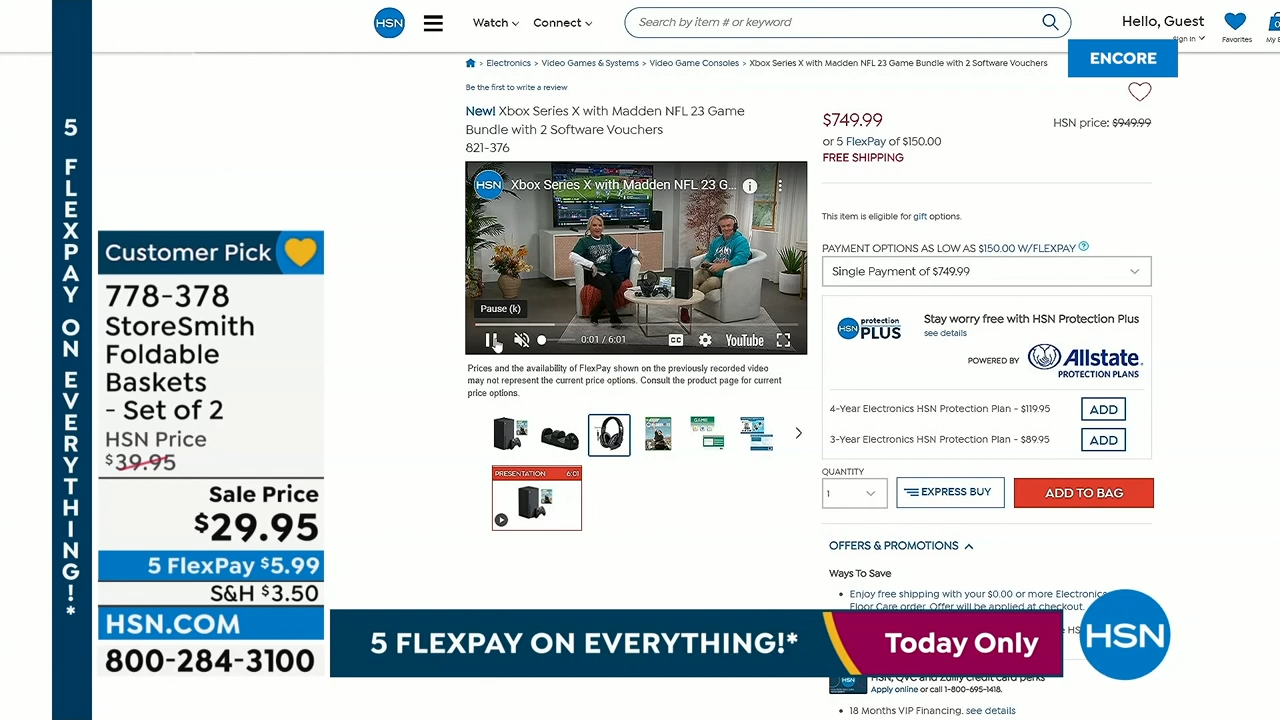 HSN
Watch
Connect
Search by item # or keyword
Hello, Guest
Sign In
Favorites
0
ENCORE
Electronics > Video Games & Systems > Video Game Consoles > Xbox Series X with Madden NFL 23 Game Bundle with 2 Software Vouchers
Be the first to write a review
New! Xbox Series X with Madden NFL 23 Game
Bundle with 2 Software Vouchers
821-376
HSN Xbox Series X with Madden NFL 23 G...
Pause (k)
0:01 / 6:01
CC
YouTube
Prices and the availability of FlexPay shown on the previously recorded video
may not represent the current price options. Consult the product page for current
price options.
GAME
PRESENTATION 6:01
$749.99
HSN price: $949.99
or 5 FlexPay of $150.00
FREE SHIPPING
This item is eligible for gift options.
PAYMENT OPTIONS AS LOW AS $150.00 W/FLEXPAY ?
Single Payment of $749.99
HSN protection PLUS
Stay worry free with HSN Protection Plus
see details
POWERED BY Allstate
PROTECTION PLANS
4-Year Electronics HSN Protection Plan - $119.95 ADD
3-Year Electronics HSN Protection Plan - $89.95 ADD
QUANTITY
1
EXPRESS BUY
ADD TO BAG
OFFERS & PROMOTIONS
Ways To Save
• Enjoy free shipping with your $0.00 or more Electronics
Floor Care order. Offer will be applied at checkout.
HSN, QVC and Zulily credit card perks
Apply online or call 1-800-695-1418.
• 18 Months VIP Financing. see details
5 FLEXPAY ON EVERYTHING!*
Customer Pick
778-378
StoreSmith
Foldable
Baskets
- Set of 2
HSN Price
$39.95
Sale Price
$29.95
5 FlexPay $5.99
S&H $3.50
HSN.COM
800-284-3100
5 FLEXPAY ON EVERYTHING!*
Today Only
HSN